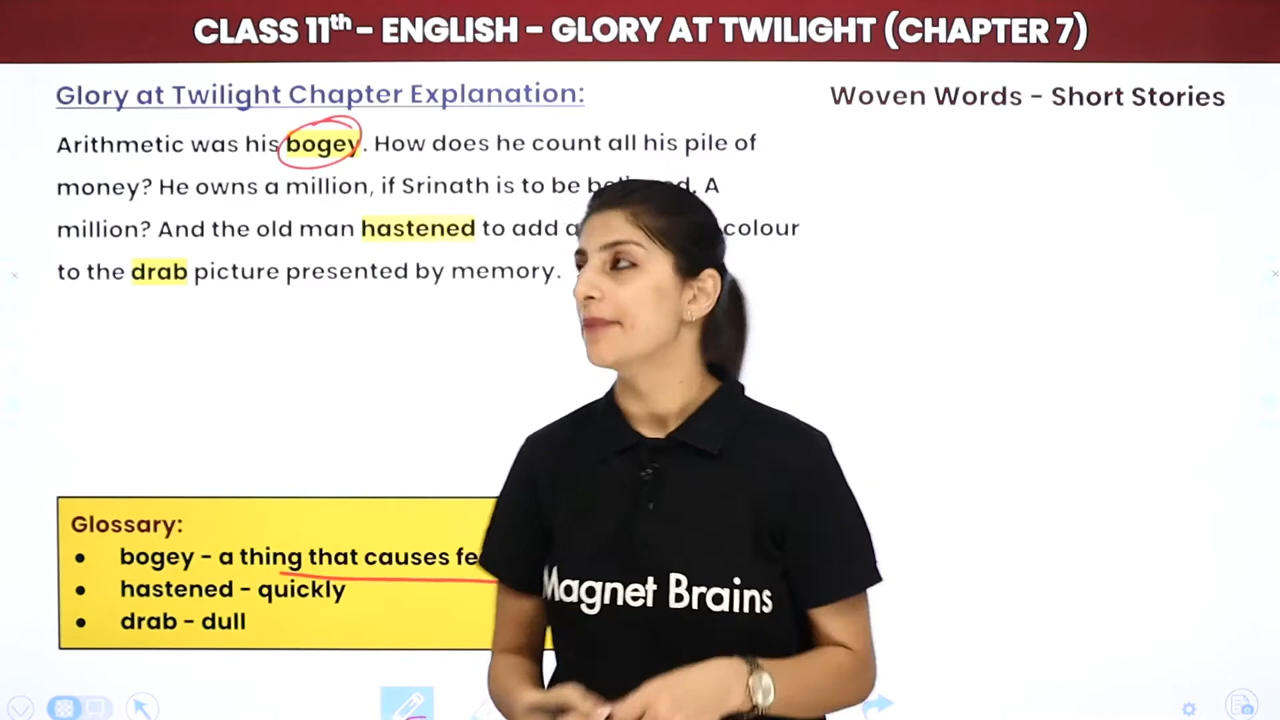 CLASS 11th - ENGLISH - GLORY AT TWILIGHT (CHAPTER 7)
Glory at Twilight Chapter Explanation:
Woven Words - Short Stories
Arithmetic was his bogey. How does he count all his pile of
money? He owns a million, if Srinath is to be A
million? And the old man hastened to add a colour
to the drab picture presented by memory.
Glossary:
• bogey - a thing that causes
• hastened - quickly
• drab - dull
Magnet Brains